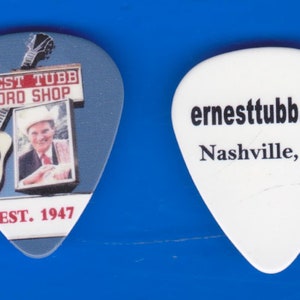 EST TUBB
ORD SHOP
EST. 1947
ernesttubb
Nashville,